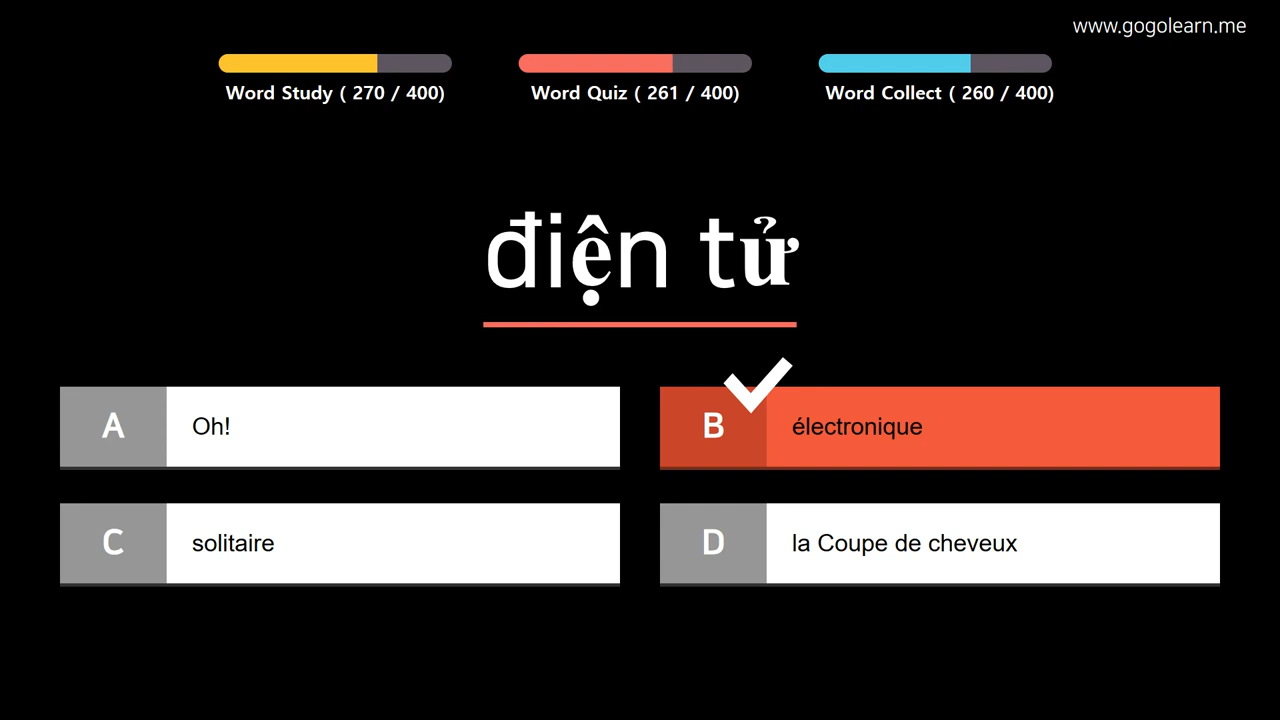 www.gogolearn.me
Word Study ( 270 / 400)
Word Quiz ( 261 / 400)
Word Collect ( 260 / 400)
điện tử
A
Oh!
B
électronique
C
solitaire
D
la Coupe de cheveux